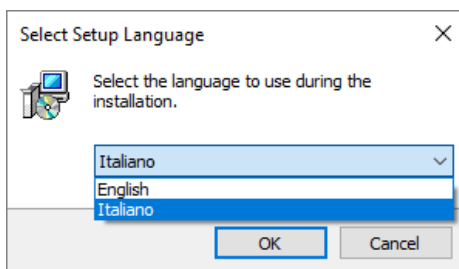 Select Setup Language
Select the language to use during the
installation.
Italiano
English
Italiano
OK
Cancel